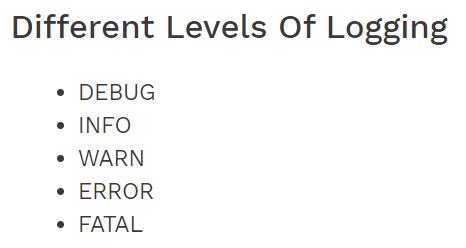 Different Levels Of Logging
DEBUG
INFO
WARN
ERROR
FATAL